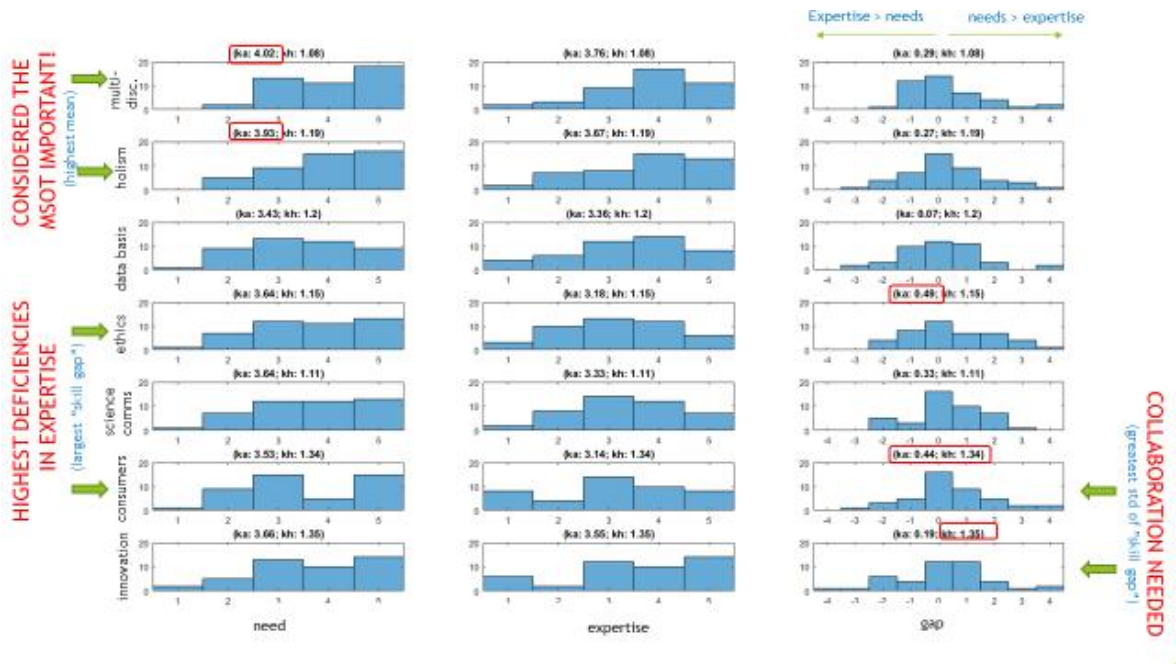 Expertise > needs
needs > expertise
CONSIDERED THE
MSOT IMPORTANT!
(highest mean)
HIGHEST DEFICIENCIES
IN EXPERTISE
(largest "skill gap")
COLLABORATION NEEDED
(greatest std of "skill gap")
multi-
disc.
(ka: 4.02; kh: 1.08)
(ka: 3.76; kh: 1.08)
(ka: 0.29; kh: 1.08)
holism
(ka: 3.93; kh: 1.19)
(ka: 3.67; kh: 1.19)
(ka: 0.27; kh: 1.19)
data basis
(ka: 3.43; kh: 1.2)
(ka: 3.36; kh: 1.2)
(ka: 0.07; kh: 1.2)
ethics
(ka: 3.64; kh: 1.15)
(ka: 3.18; kh: 1.15)
(ka: 0.49; kh: 1.15)
science
comms
(ka: 3.64; kh: 1.11)
(ka: 3.33; kh: 1.11)
(ka: 0.33; kh: 1.11)
consumers
(ka: 3.53; kh: 1.34)
(ka: 3.14; kh: 1.34)
(ka: 0.44; kh: 1.34)
innovation
(ka: 3.66; kh: 1.35)
(ka: 3.55; kh: 1.35)
(ka: 0.19; kh: 1.35)
need
expertise
gap